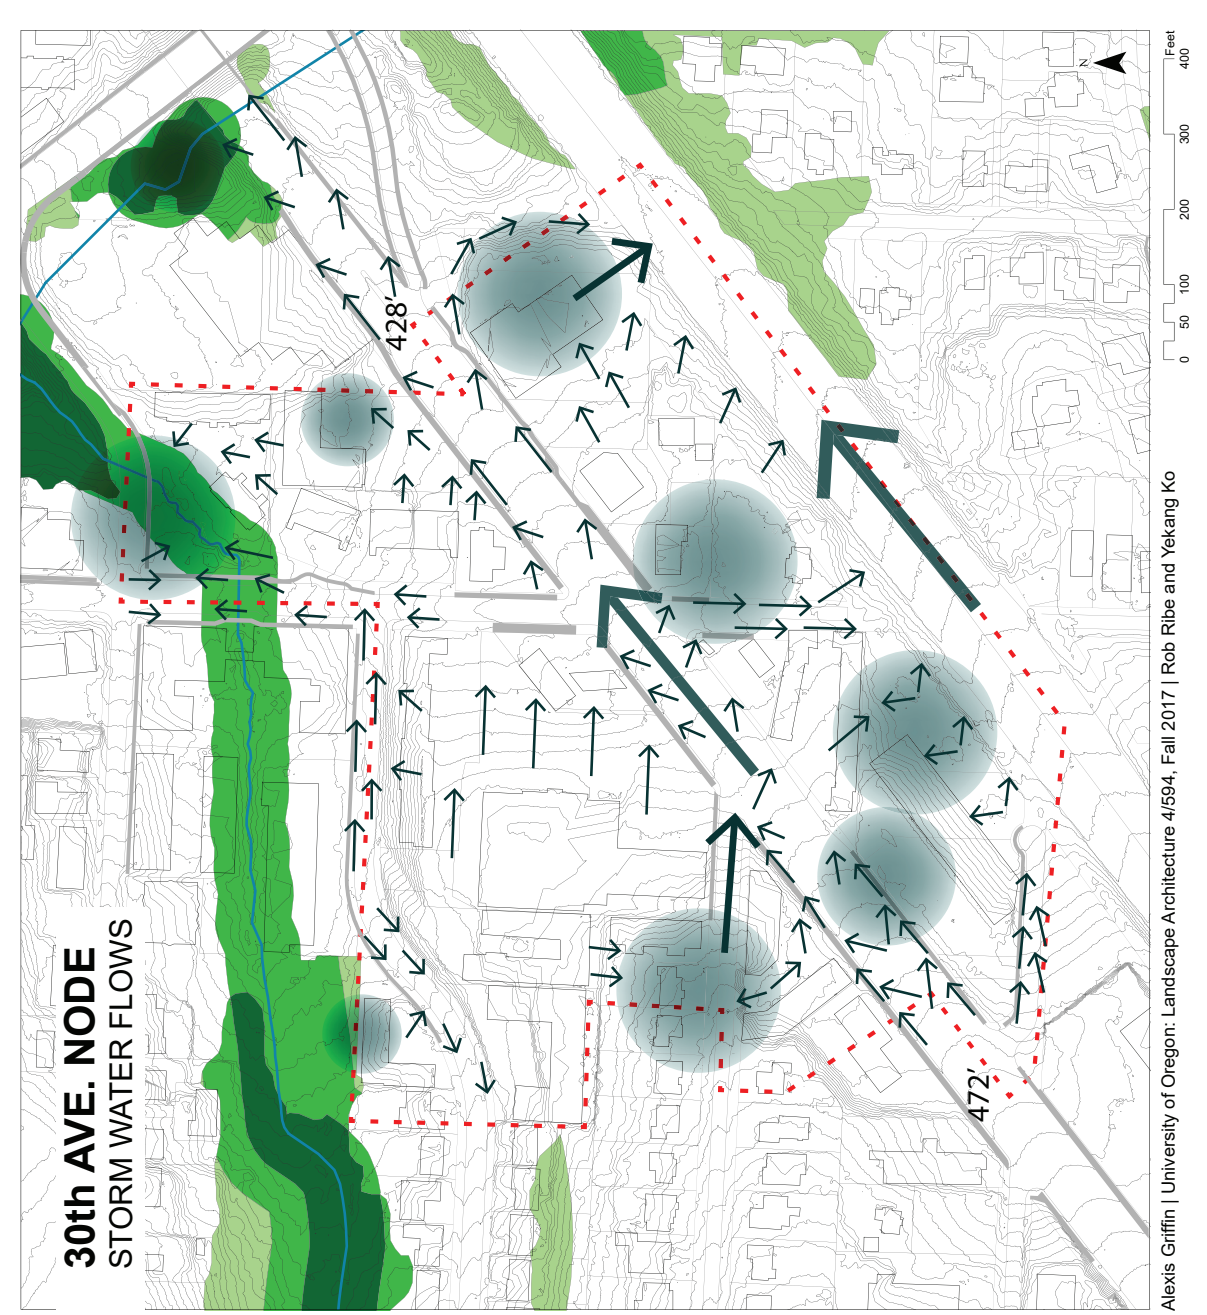 30th AVE. NODE
STORM WATER FLOWS
428’
472’
N
0 50 100 200 300 400
Feet
Alexis Griffin | University of Oregon: Landscape Architecture 4/594, Fall 2017 | Rob Ribe and Yekang Ko